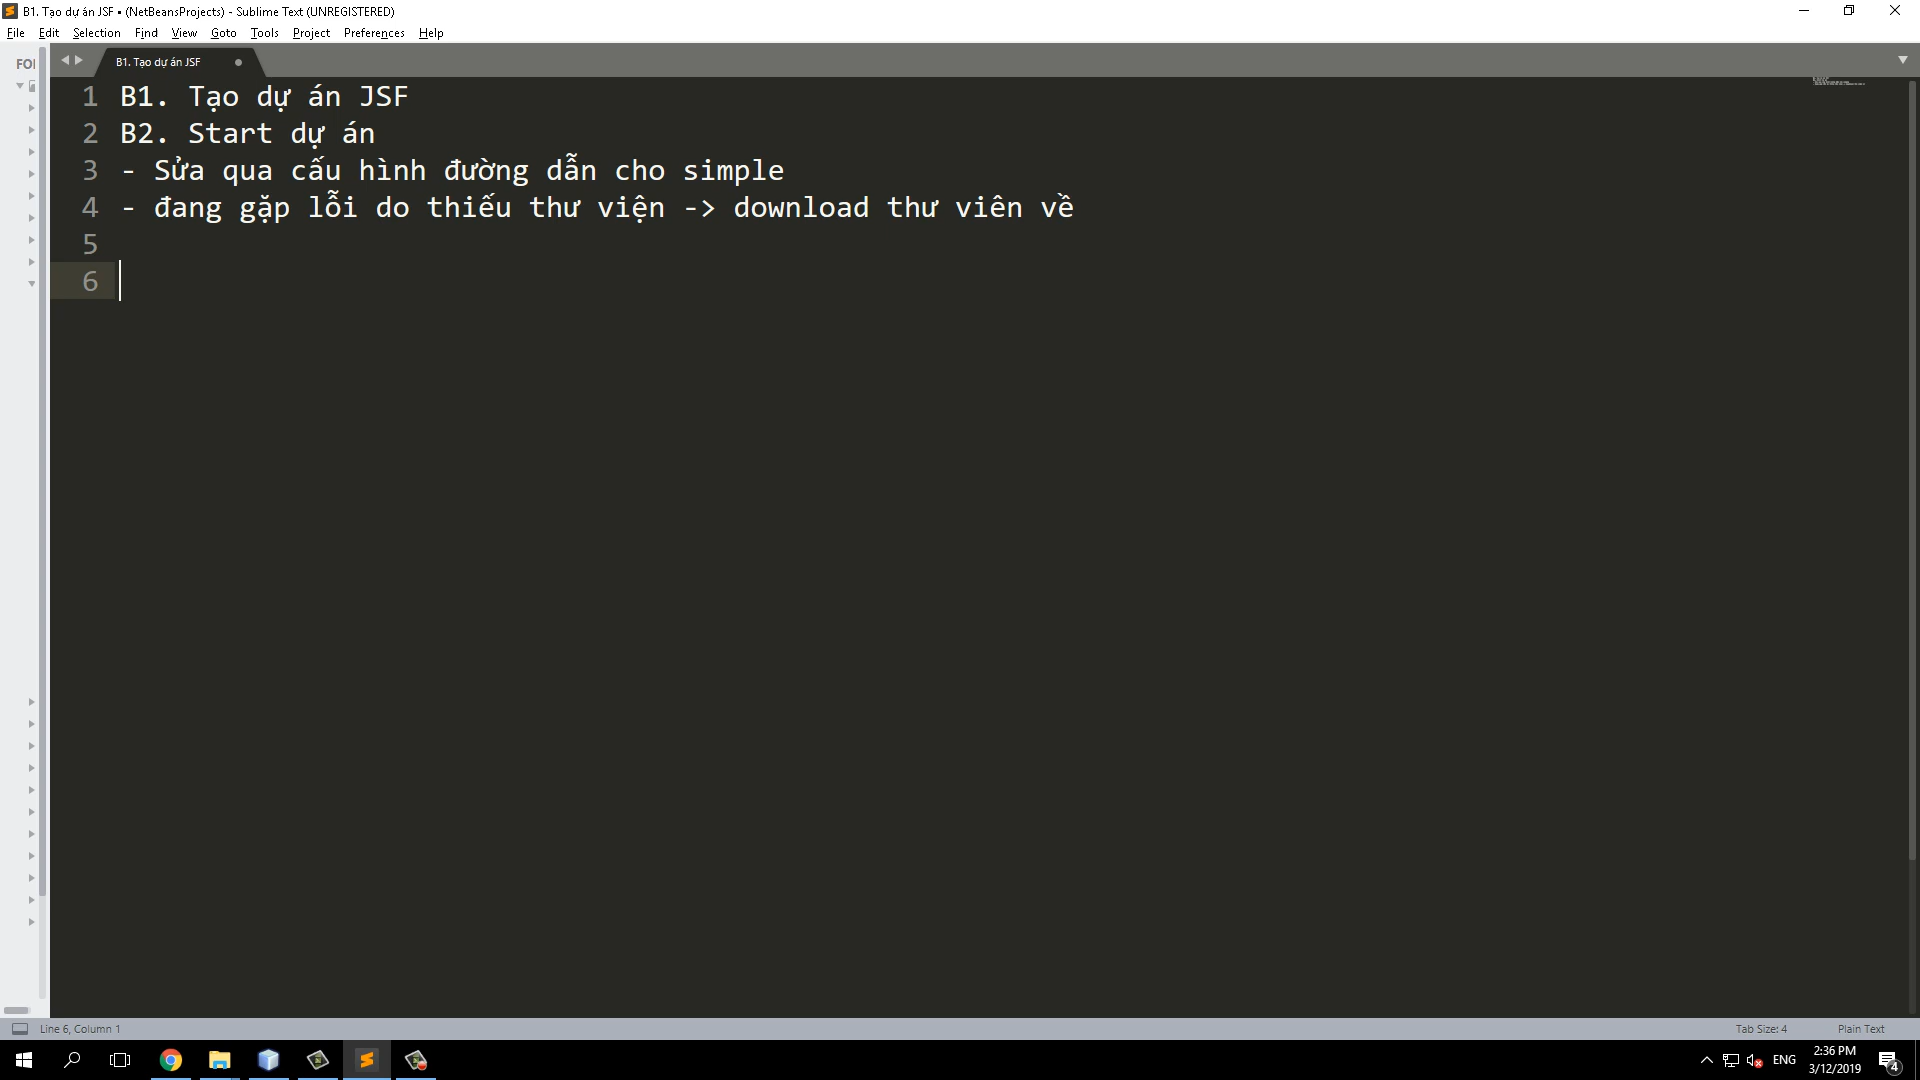 B1. Tạo dự án JSF • (NetBeansProjects) - Sublime Text (UNREGISTERED)
File Edit Selection Find View Goto Tools Project Preferences Help
FOI
B1. Tạo dự án JSF
1 B1. Tạo dự án JSF
2 B2. Start dự án
3 - Sửa qua cấu hình đường dẫn cho simple
4 - đang gặp lỗi do thiếu thư viện -> download thư viên về
5
6
Line 6, Column 1
Tab Size: 4
Plain Text
ENG
2:36 PM
3/12/2019
4